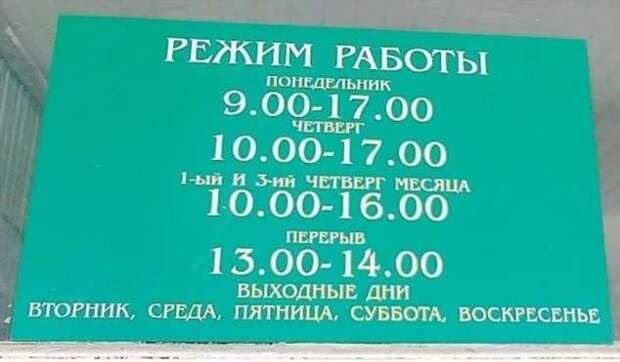 РЕЖИМ РАБОТЫ
ПОНЕДЕЛЬНИК
9.00-17.00
ЧЕТВЕРГ
10.00-17.00
1-ЫЙ И 3-ИЙ ЧЕТВЕРГ МЕСЯЦА
10.00-16.00
ПЕРЕРЫВ
13.00-14.00
ВЫХОДНЫЕ ДНИ
ВТОРНИК, СРЕДА, ПЯТНИЦА, СУББОТА, ВОСКРЕСЕНЬЕ